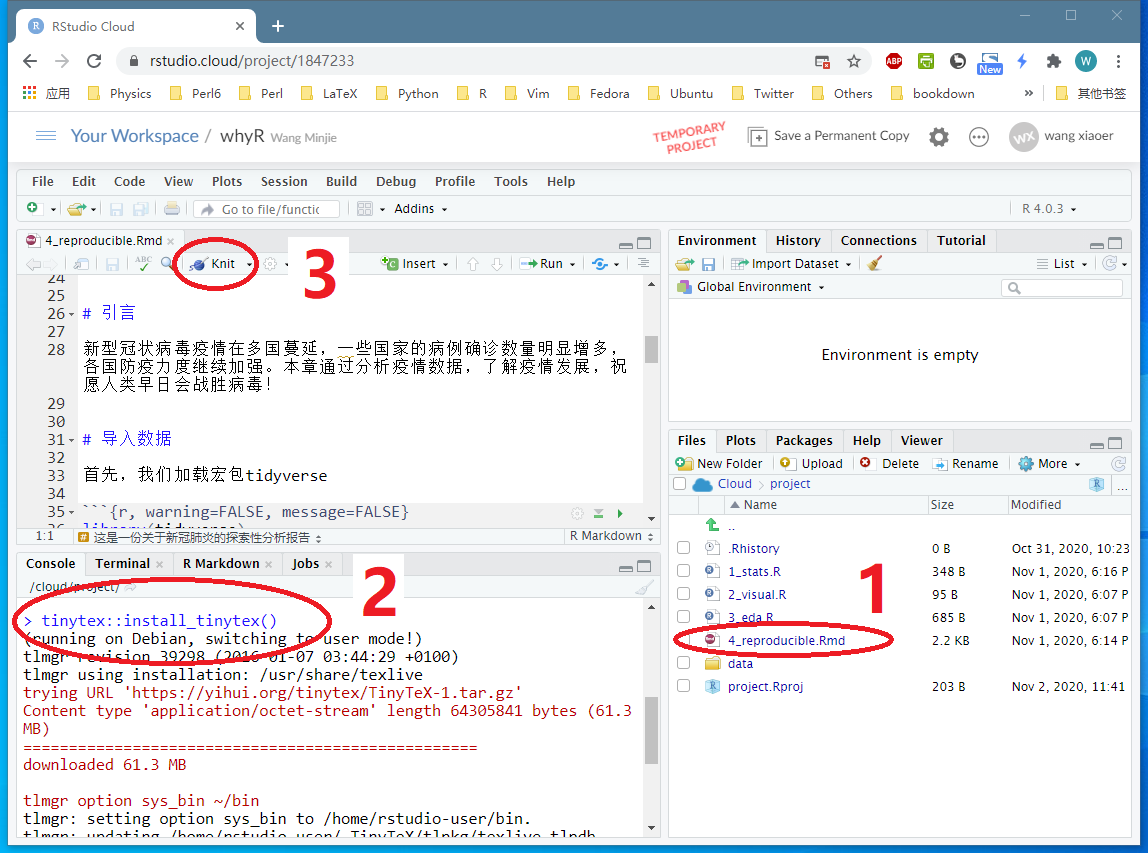 RStudio Cloud
rstudio.cloud/project/1847233
ABP
New
W
应用 Physics Perl6 Perl LaTeX Python R Vim Fedora Ubuntu Twitter Others bookdown » 其他书签
Your Workspace / whyR Wang Minjie
TEMPORARY
PROJECT
Save a Permanent Copy
WX
wang xiaoer
File Edit Code View Plots Session Build Debug Profile Tools Help
Go to file/functic
Addins
R 4.0.3
4_reproducible.Rmd
ABC
Knit
3
Insert
Run
24
25
26 # 引言
27
28 新型冠状病毒疫情在多国蔓延，一些国家的病例确诊数量明显增多，
各国防疫力度继续加强。本章通过分析疫情数据，了解疫情发展，祝
愿人类早日会战胜病毒！
29
30
31 # 导入数据
32
33 首先，我们加载宏包tidyverse
34
35 ```{r, warning=FALSE, message=FALSE}
36 library(tidyverse)
1:1 # 这是一份关于新冠肺炎的探索性分析报告 R Markdown
Console Terminal R Markdown Jobs
/cloud/project/
2
> tinytex::install_tinytex()
(running on Debian, switching to user mode!)
tlmgr revision 39298 (2016-01-07 03:44:29 +0100)
tlmgr using installation: /usr/share/texlive
trying URL 'https://yihui.org/tinytex/TinyTeX-1.tar.gz'
Content type 'application/octet-stream' length 64305841 bytes (61.3
MB)
==================================================
downloaded 61.3 MB
tlmgr option sys_bin ~/bin
tlmgr: setting option sys_bin to /home/rstudio-user/bin.
tlmgr: updating /home/rstudio-user/.TinyTeX/tlpkg/texlive.tlpdb
Environment History Connections Tutorial
Import Dataset
List
Global Environment
Environment is empty
Files Plots Packages Help Viewer
New Folder Upload Delete Rename More
Cloud > project
R
...
Name Size Modified
..
.Rhistory 0 B Oct 31, 2020, 10:23
1_stats.R 348 B Nov 1, 2020, 6:16 P
2_visual.R 95 B Nov 1, 2020, 6:07 P
1
3_eda.R 685 B Nov 1, 2020, 6:07 P
4_reproducible.Rmd 2.2 KB Nov 1, 2020, 6:14 P
data
project.Rproj 203 B Nov 2, 2020, 11:41